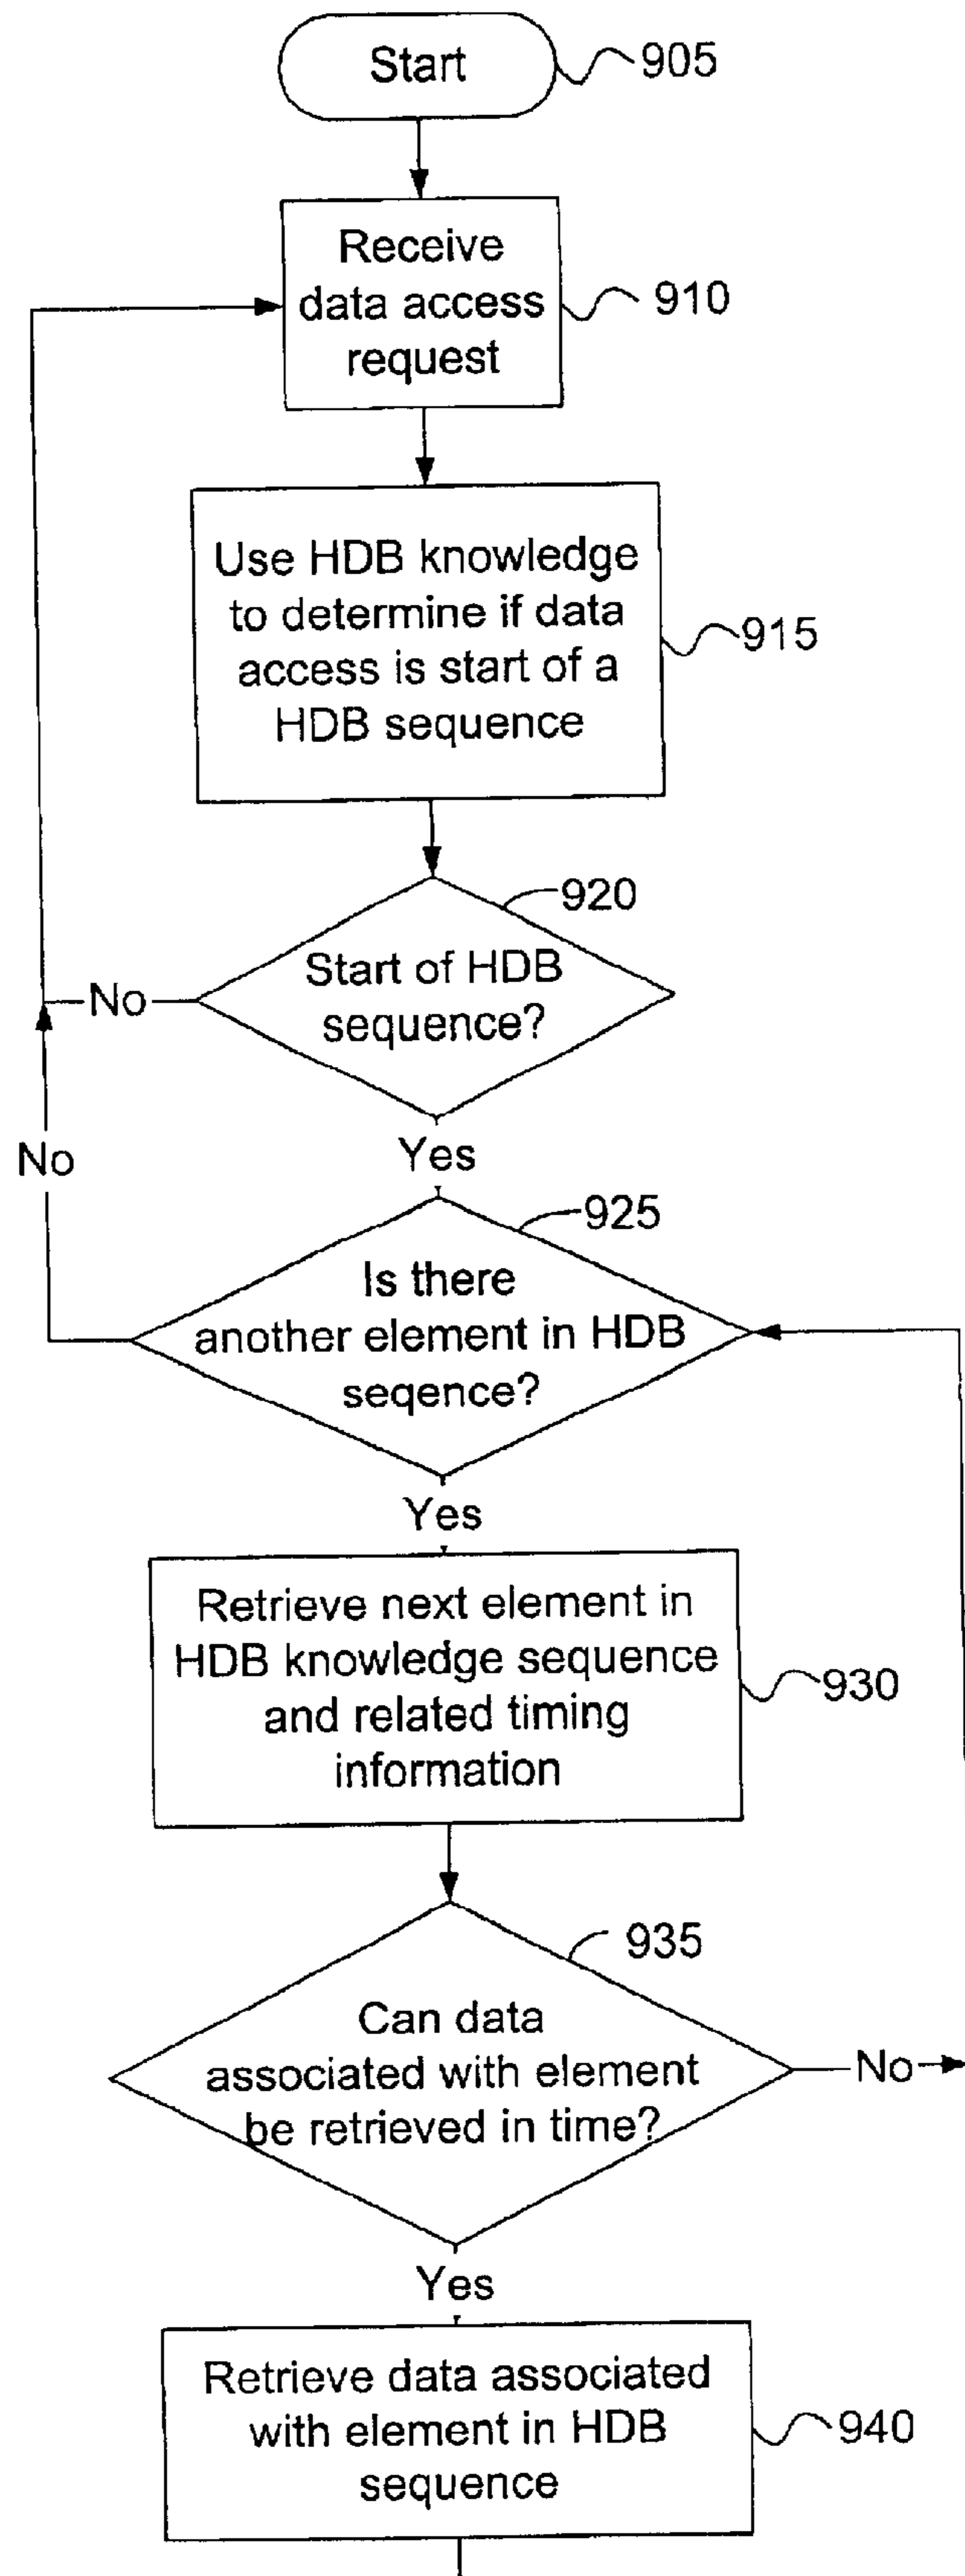 Start
905
Receive
data access
request
910
Use HDB knowledge
to determine if data
access is start of a
HDB sequence
915
920
Start of HDB
sequence?
No
Yes
No
925
Is there
another element in HDB
seqence?
Yes
Retrieve next element in
HDB knowledge sequence
and related timing
information
930
935
Can data
associated with element
be retrieved in time?
No
Yes
Retrieve data associated
with element in HDB
sequence
940